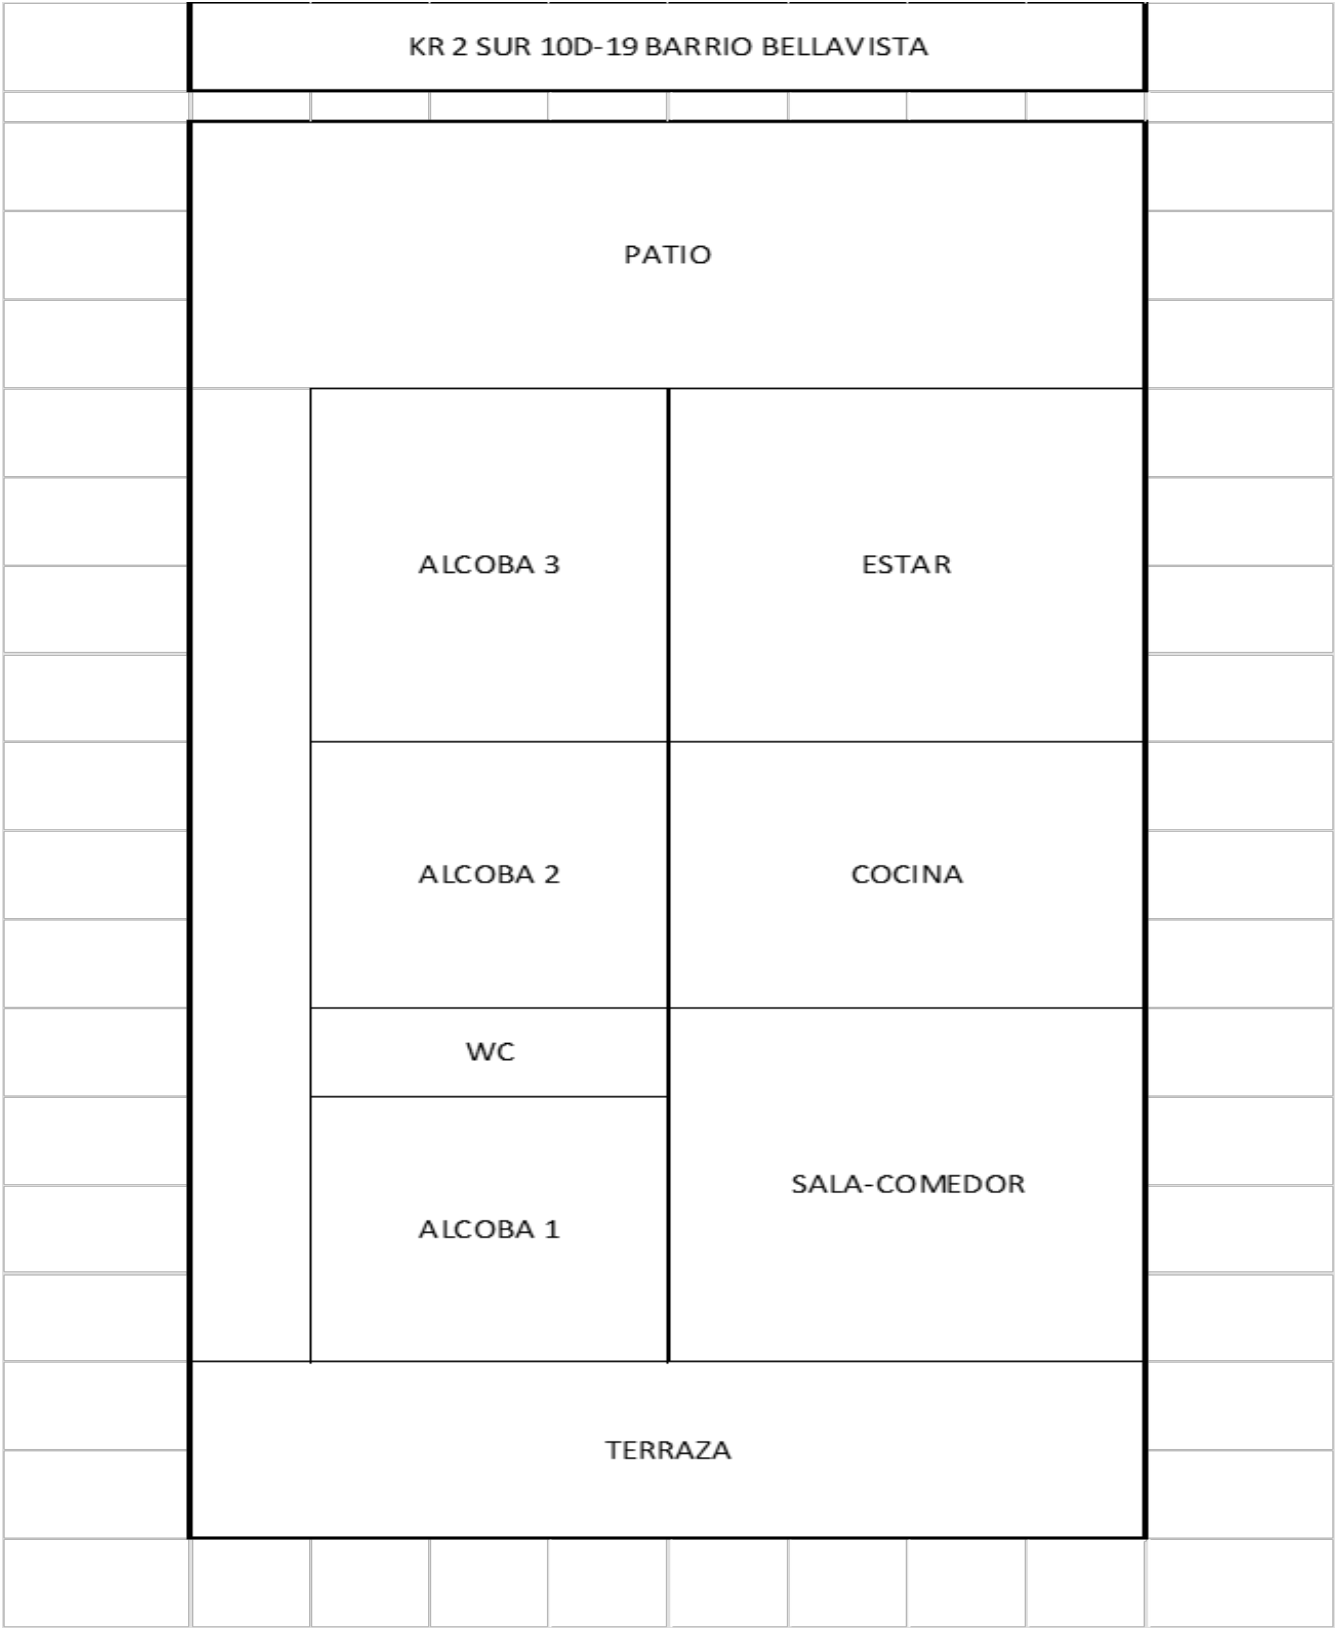 KR 2 SUR 10D-19 BARRIO BELLAVISTA
PATIO
ALCOBA 3
ESTAR
ALCOBA 2
COCINA
WC
SALA-COMEDOR
ALCOBA 1
TERRAZA